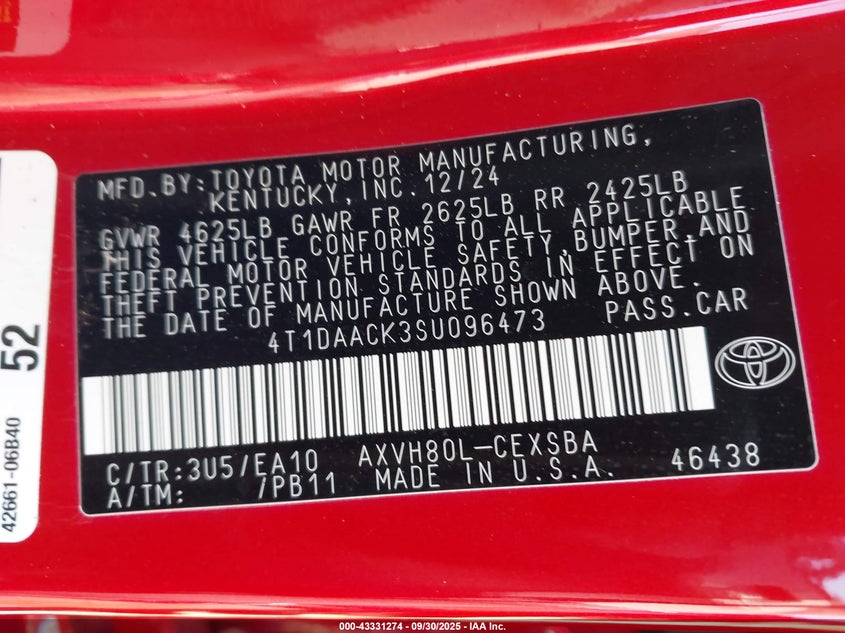 MFD.BY:TOYOTA MOTOR MANUFACTURING,
KENTUCKY,INC.12/24
GVWR 4625LB GAWR FR 2625LB RR 2425LB
THIS VEHICLE CONFORMS TO ALL APPLICABLE
FEDERAL MOTOR VEHICLE SAFETY,BUMPER,AND
THEFT PREVENTION STANDARDS IN EFFECT ON
THE DATE OF MANUFACTURE SHOWN ABOVE.
4T1DAACK3SU096473 PASS.CAR
C/TR:3U5/EA10 AXVH80L-CEXSBA
A/TM: /PB11 MADE IN U.S.A. 46438
52
42661-06B40
000-43331274 - 09/30/2025 - IAA Inc.